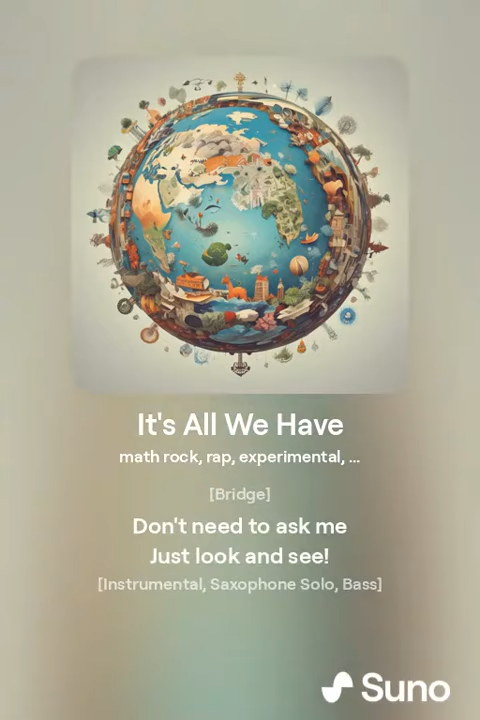 It's All We Have
math rock, rap, experimental, ...
[Bridge]
Don't need to ask me
Just look and see!
[Instrumental, Saxophone Solo, Bass]
Suno